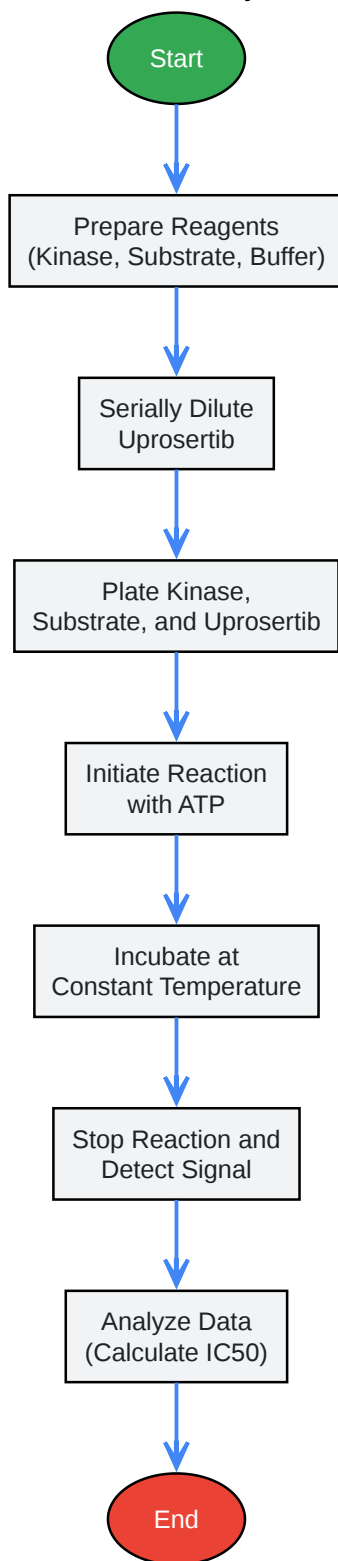 Start
Prepare Reagents
(Kinase, Substrate, Buffer)
Serially Dilute
Uprosertib
Plate Kinase,
Substrate, and Uprosertib
Initiate Reaction
with ATP
Incubate at
Constant Temperature
Stop Reaction and
Detect Signal
Analyze Data
(Calculate IC50)
End